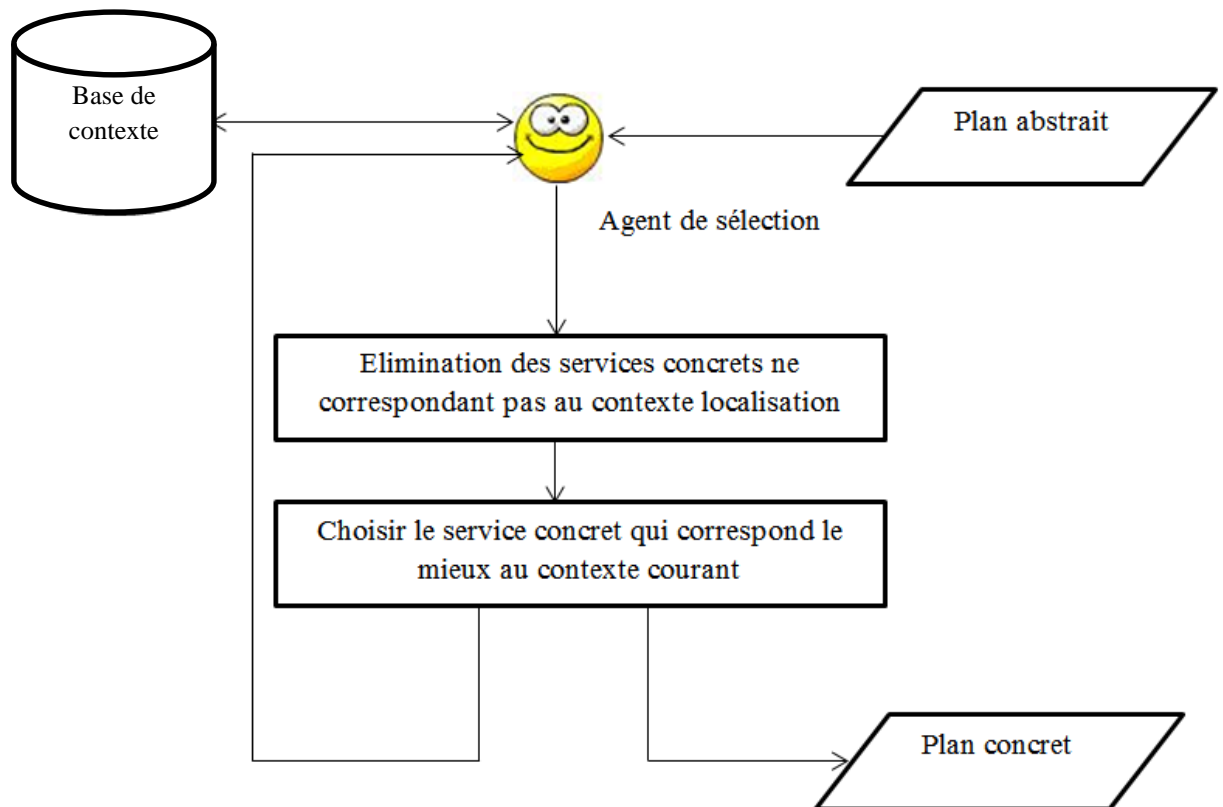 Base de
contexte
Plan abstrait
Agent de sélection
Elimination des services concrets ne
correspondant pas au contexte localisation
Choisir le service concret qui correspond le
mieux au contexte courant
Plan concret